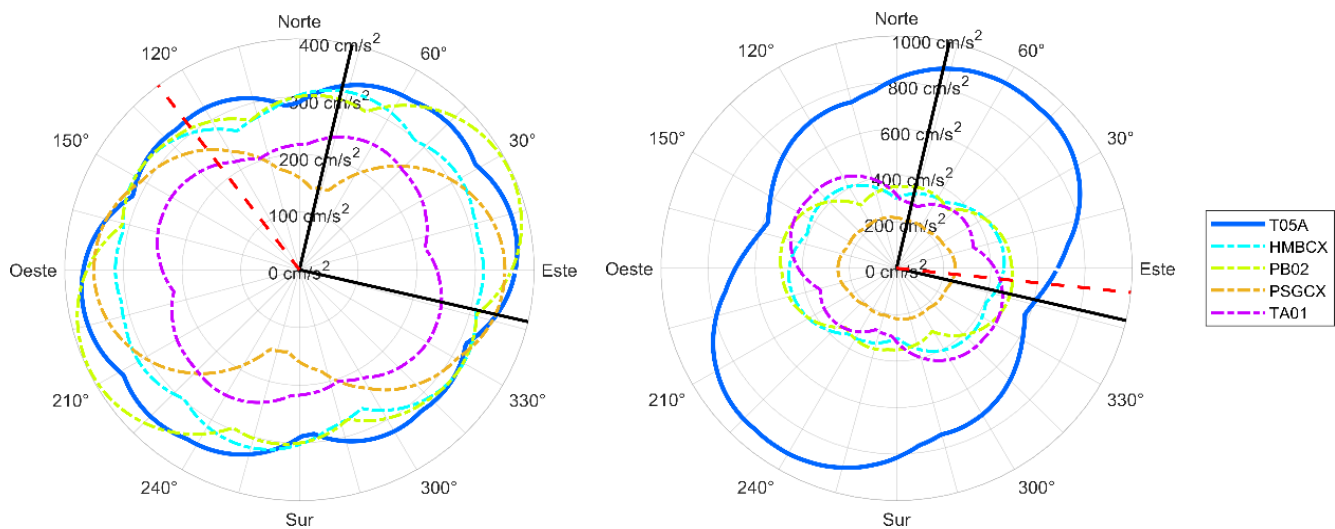 Norte
120°
400 cm/s²
60°
150°
300 cm/s²
30°
200 cm/s²
100 cm/s²
Oeste
0 cm/s²
Este
210°
330°
240°
300°
Sur
Norte
120°
1000 cm/s²
60°
800 cm/s²
150°
600 cm/s²
30°
400 cm/s²
200 cm/s²
Oeste
0 cm/s²
Este
210°
330°
240°
300°
Sur
T05A
HMBCX
PB02
PSGCX
TA01